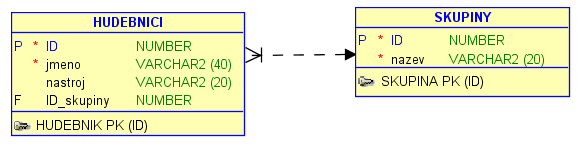 HUDEBNICI
P * ID NUMBER
* jmeno VARCHAR2 (40)
nastroj VARCHAR2 (20)
F ID_skupiny NUMBER
HUDEBNIK PK (ID)
SKUPINY
P * ID NUMBER
* nazev VARCHAR2 (20)
SKUPINA PK (ID)